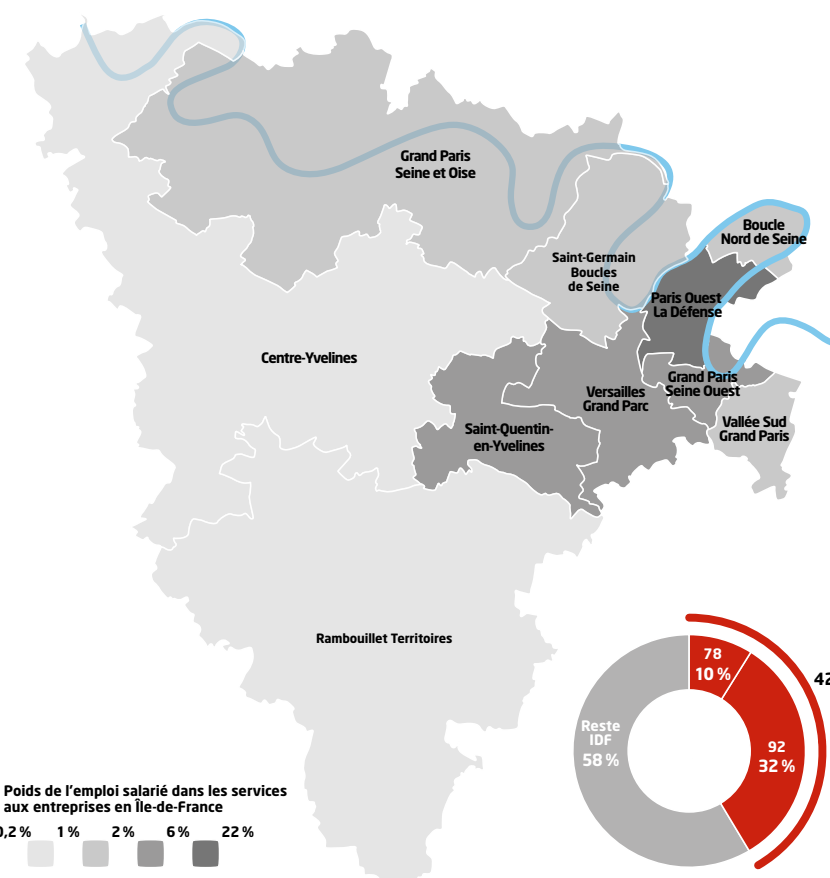 Grand Paris
Seine et Oise
Boucle
Nord de Seine
Saint-Germain
Boucles
de Seine
Paris Ouest
La Défense
Centre-Yvelines
Grand Paris
Seine Ouest
Versailles
Grand Parc
Saint-Quentin-
en-Yvelines
Vallée Sud
Grand Paris
Rambouillet Territoires
78
10 %
42
Reste
IDF
58 %
92
32 %
Poids de l'emploi salarié dans les services
aux entreprises en Île-de-France
0,2 % 1 % 2 % 6 % 22 %